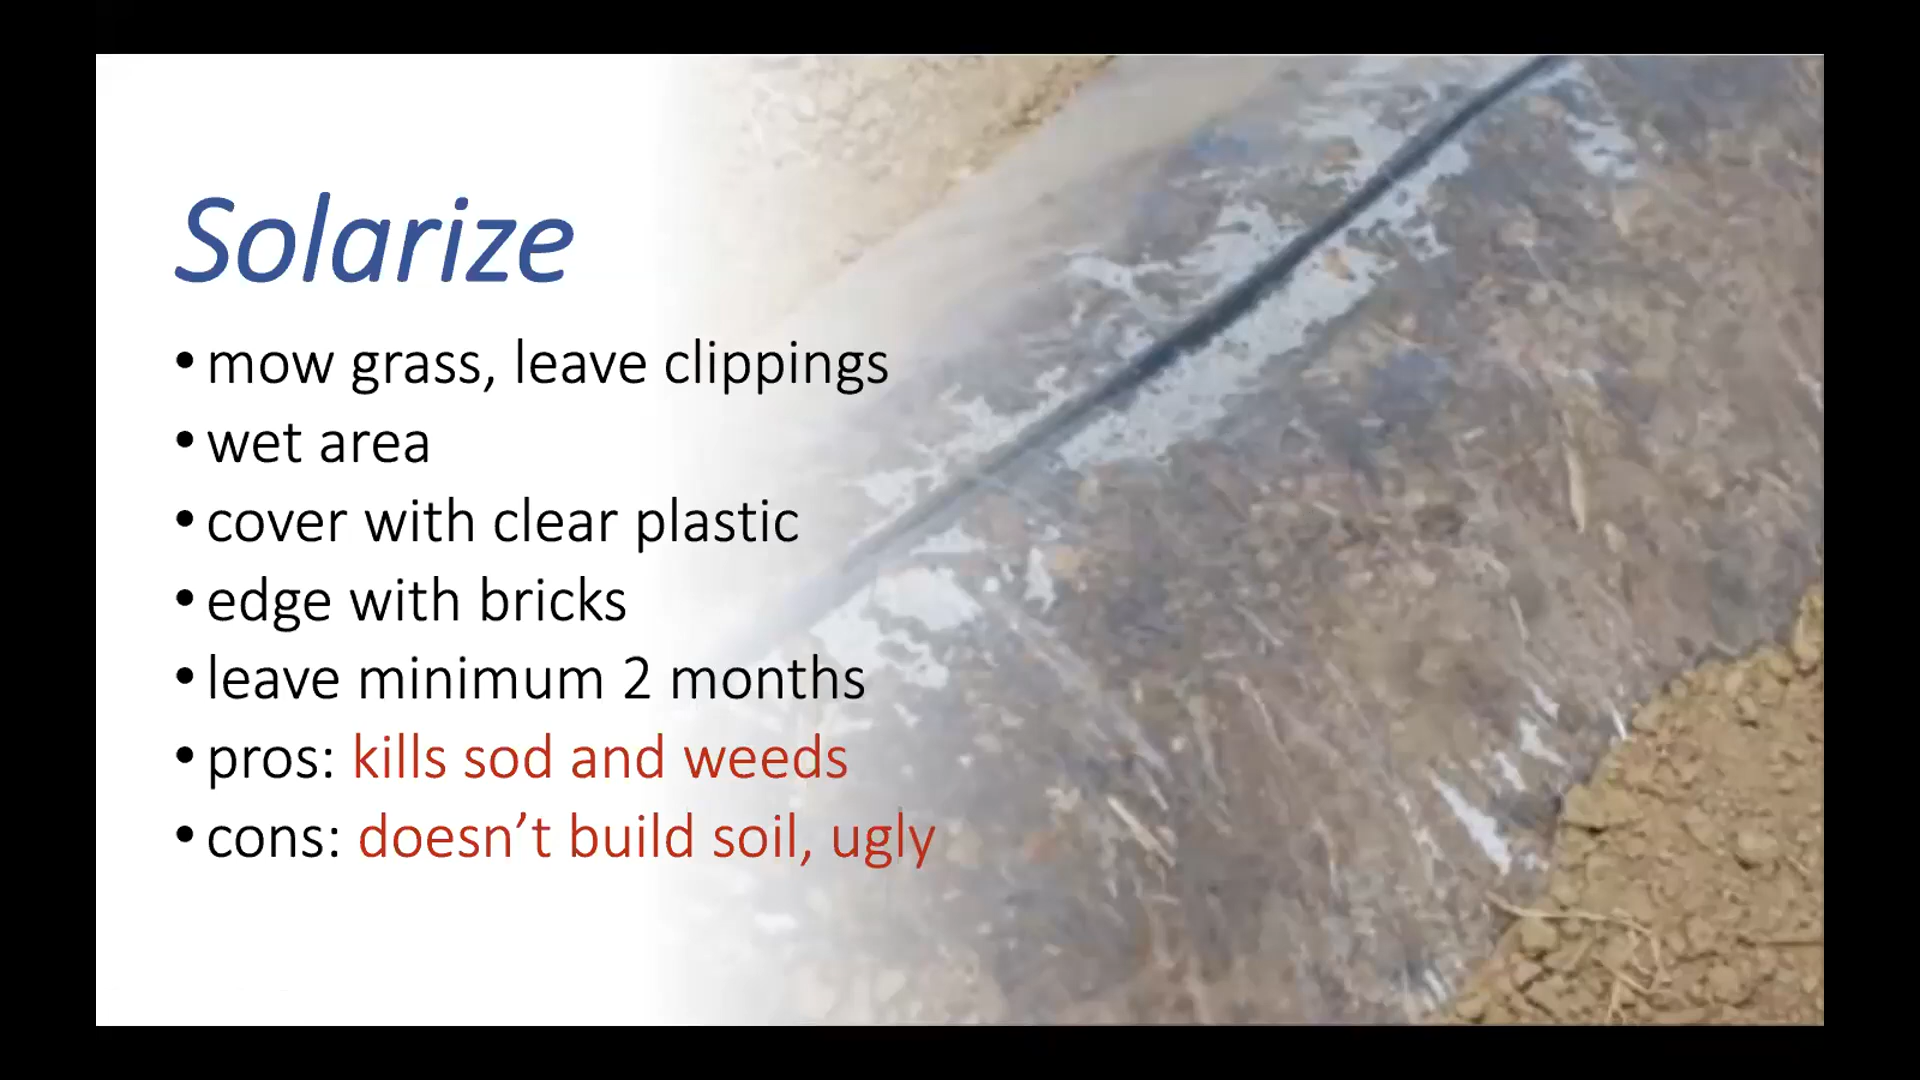 Solarize
• mow grass, leave clippings
• wet area
• cover with clear plastic
• edge with bricks
• leave minimum 2 months
• pros: kills sod and weeds
• cons: doesn’t build soil, ugly